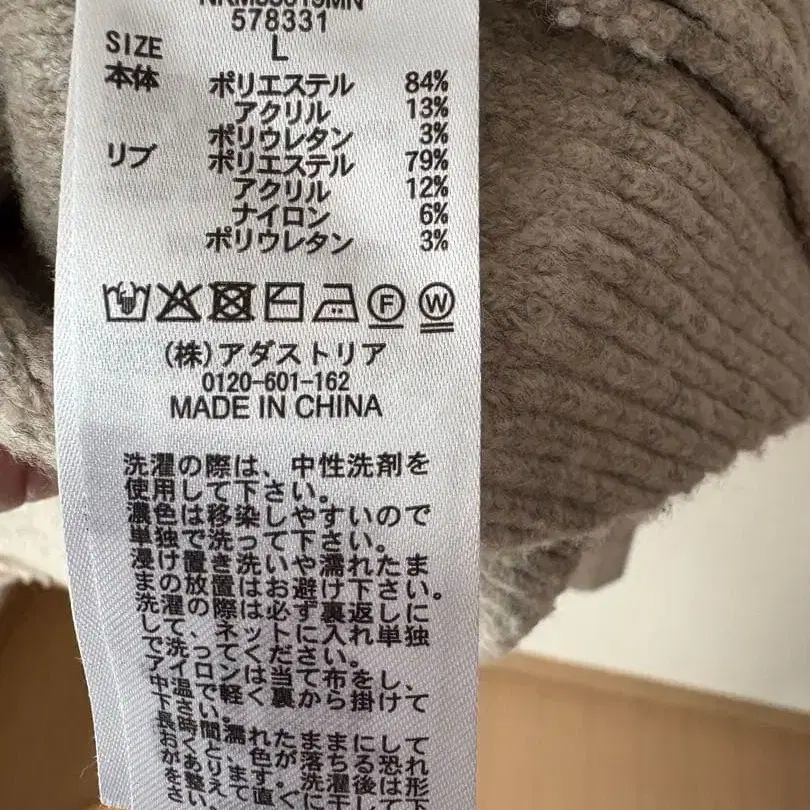 NRM
578331
SIZE L
本体 ポリエステル 84%
アクリル 13%
ポリウレタン 3%
リブ ポリエステル 79%
アクリル 12%
ナイロン 6%
ポリウレタン 3%
F W
(株)アダストリア
0120-601-162
MADE IN CHINA
洗濯の際は、中性洗剤を
使用して下さい。
濃色は移染しやすいので
単独で洗って下さい。
浸け置き洗いや濡れたま
まの放置はお避け下さい。
洗濯の際は必ず裏返しに
して、ネットに入れ単独
で洗ってください。
アイロンは当て布をし、
中温で軽く裏から掛けて
下さい。